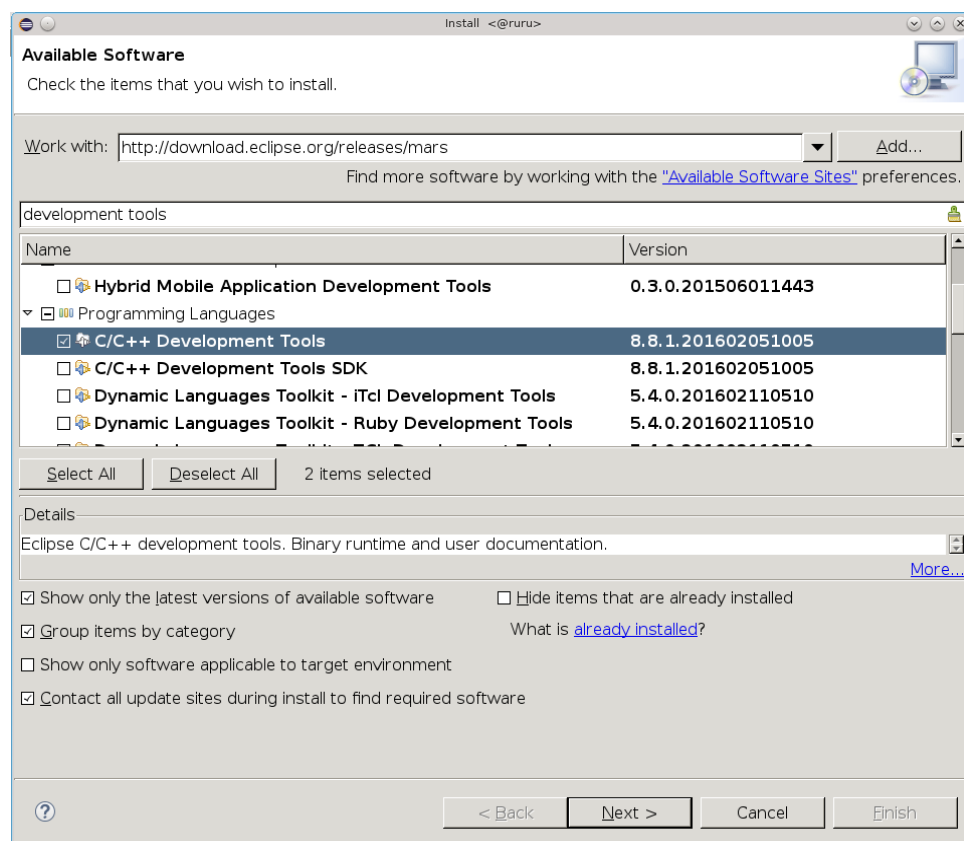 Install <@ruru>
Available Software
Check the items that you wish to install.
Work with: http://download.eclipse.org/releases/mars Add...
Find more software by working with the "Available Software Sites" preferences.
development tools
Name Version
Hybrid Mobile Application Development Tools 0.3.0.201506011443
Programming Languages
C/C++ Development Tools 8.8.1.201602051005
C/C++ Development Tools SDK 8.8.1.201602051005
Dynamic Languages Toolkit - iTcl Development Tools 5.4.0.201602110510
Dynamic Languages Toolkit - Ruby Development Tools 5.4.0.201602110510
Select All Deselect All 2 items selected
Details
Eclipse C/C++ development tools. Binary runtime and user documentation.
More...
Show only the latest versions of available software Hide items that are already installed
Group items by category What is already installed?
Show only software applicable to target environment
Contact all update sites during install to find required software
? < Back Next > Cancel Finish